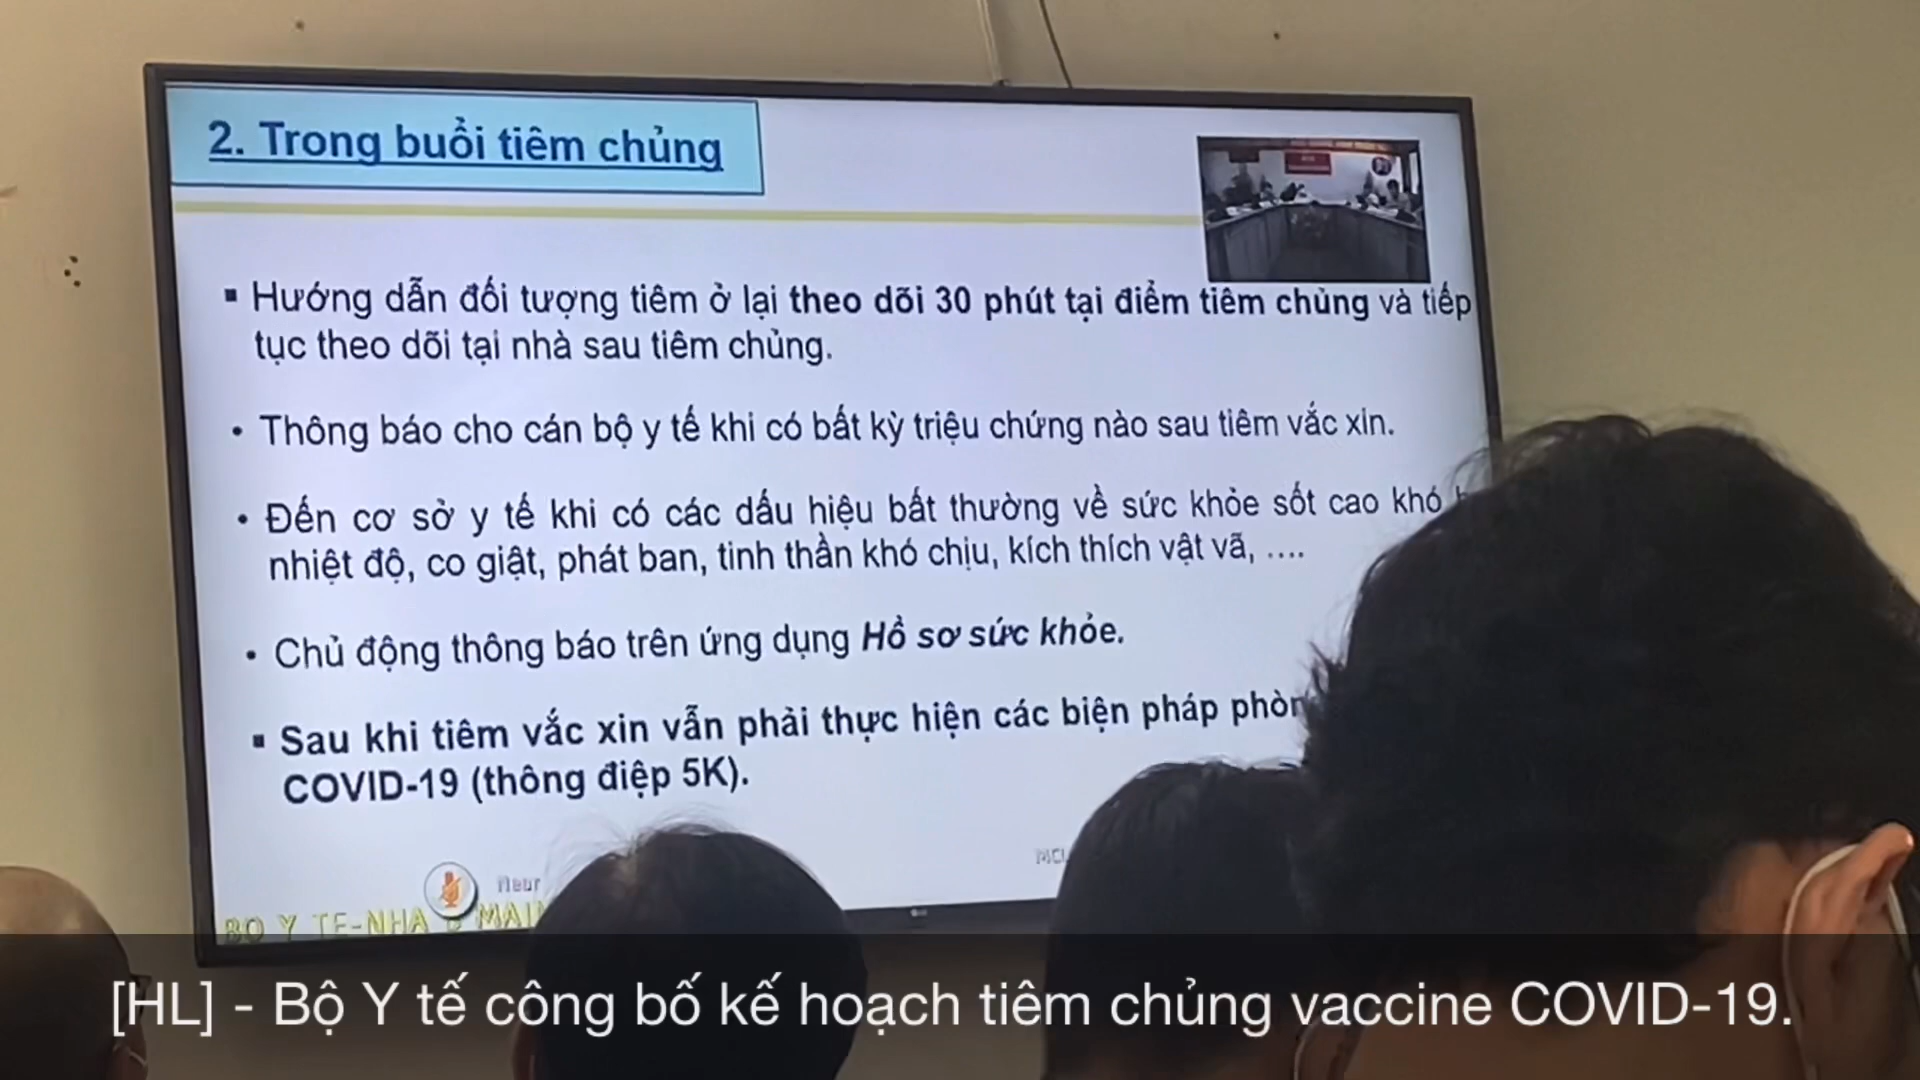 2. Trong buổi tiêm chủng
▪ Hướng dẫn đối tượng tiêm ở lại theo dõi 30 phút tại điểm tiêm chủng và tiếp
tục theo dõi tại nhà sau tiêm chủng.
• Thông báo cho cán bộ y tế khi có bất kỳ triệu chứng nào sau tiêm vắc xin.
• Đến cơ sở y tế khi có các dấu hiệu bất thường về sức khỏe sốt cao khó
nhiệt độ, co giật, phát ban, tinh thần khó chịu, kích thích vật vã, ....
• Chủ động thông báo trên ứng dụng Hồ sơ sức khỏe.
▪ Sau khi tiêm vắc xin vẫn phải thực hiện các biện pháp
COVID-19 (thông điệp 5K).
BO Y TE-NHA
[HL] - Bộ Y tế công bố kế hoạch tiêm chủng vaccine COVID-19.